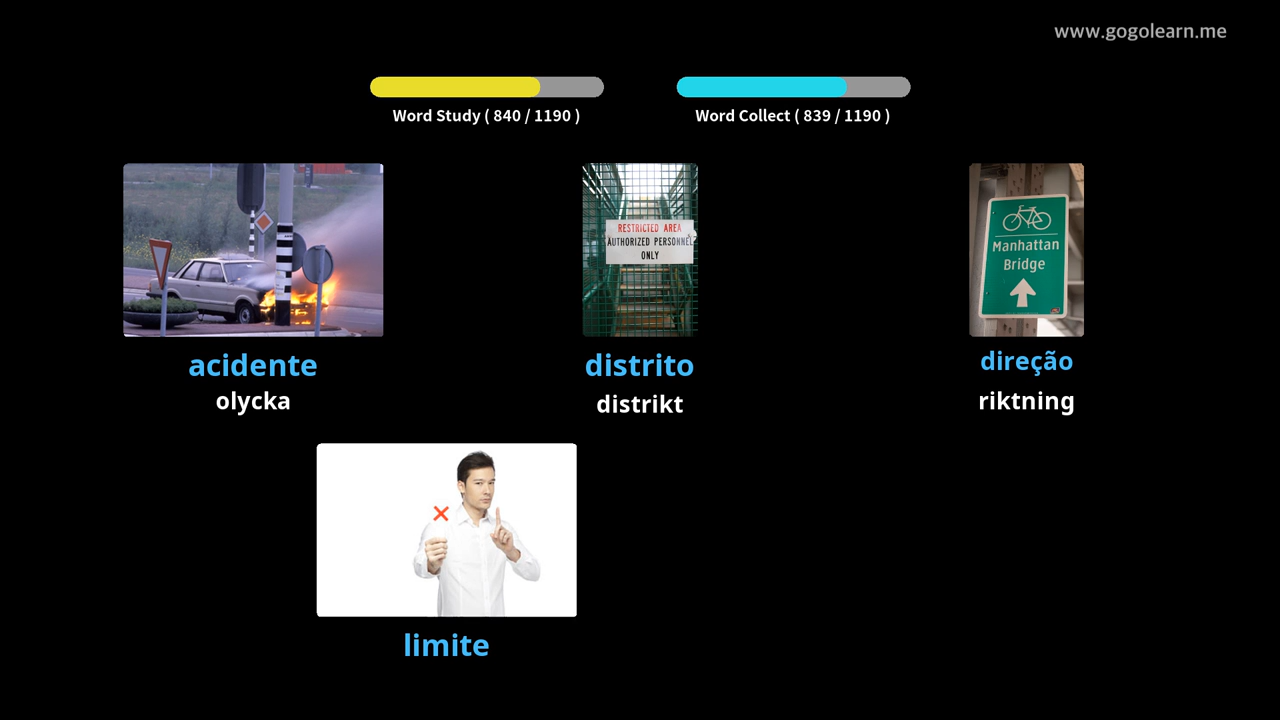 www.gogolearn.me
Word Study ( 840 / 1190 )
Word Collect ( 839 / 1190 )
RESTRICTED AREA
AUTHORIZED PERSONNEL
ONLY
Manhattan
Bridge
acidente
distrito
direção
olycka
distrikt
riktning
limite